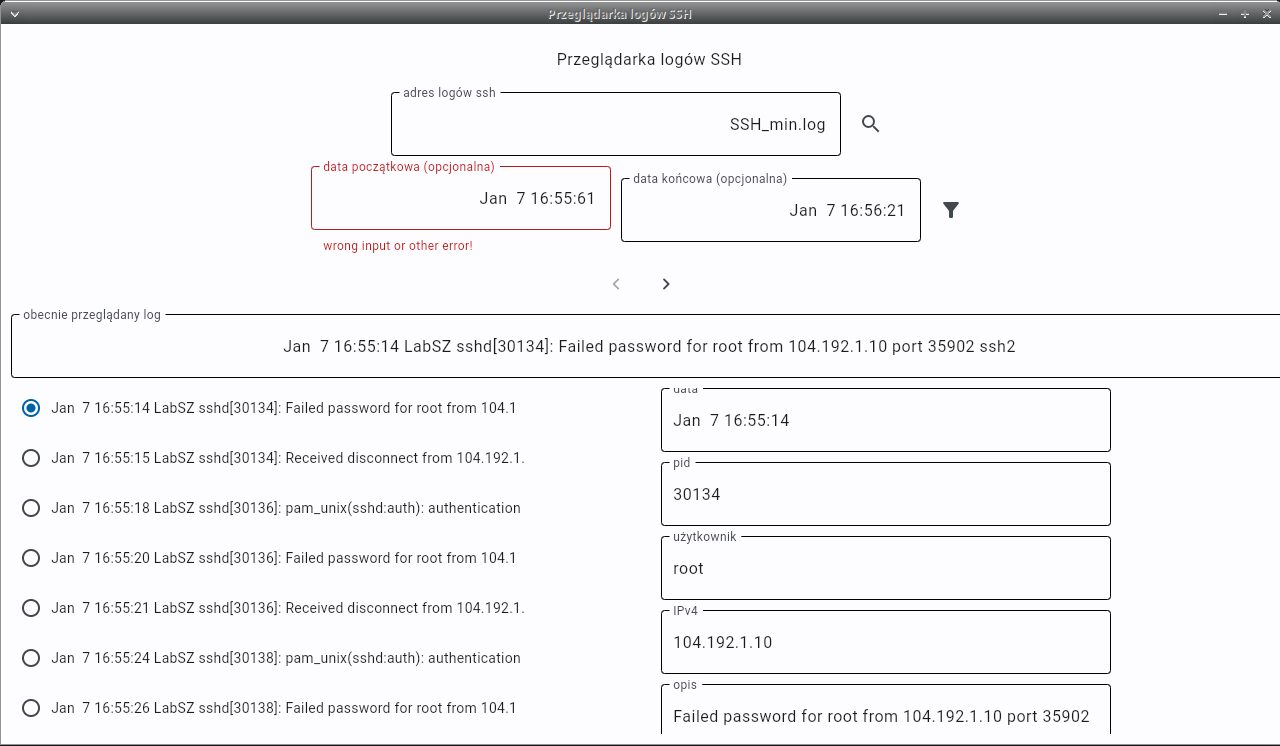 Przeglądarka logów SSH
Przeglądarka logów SSH
adres logów ssh
SSH_min.log
data początkowa (opcjonalna)
Jan  7 16:55:61
wrong input or other error!
data końcowa (opcjonalna)
Jan  7 16:56:21
obecnie przeglądany log
Jan  7 16:55:14 LabSZ sshd[30134]: Failed password for root from 104.192.1.10 port 35902 ssh2
Jan  7 16:55:14 LabSZ sshd[30134]: Failed password for root from 104.1
Jan  7 16:55:15 LabSZ sshd[30134]: Received disconnect from 104.192.1.
Jan  7 16:55:18 LabSZ sshd[30136]: pam_unix(sshd:auth): authentication
Jan  7 16:55:20 LabSZ sshd[30136]: Failed password for root from 104.1
Jan  7 16:55:21 LabSZ sshd[30136]: Received disconnect from 104.192.1.
Jan  7 16:55:24 LabSZ sshd[30138]: pam_unix(sshd:auth): authentication
Jan  7 16:55:26 LabSZ sshd[30138]: Failed password for root from 104.1
data
Jan  7 16:55:14
pid
30134
użytkownik
root
IPv4
104.192.1.10
opis
Failed password for root from 104.192.1.10 port 35902